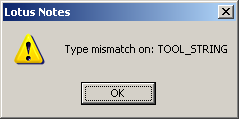 Lotus Notes
Type mismatch on: TOOL_STRING
OK